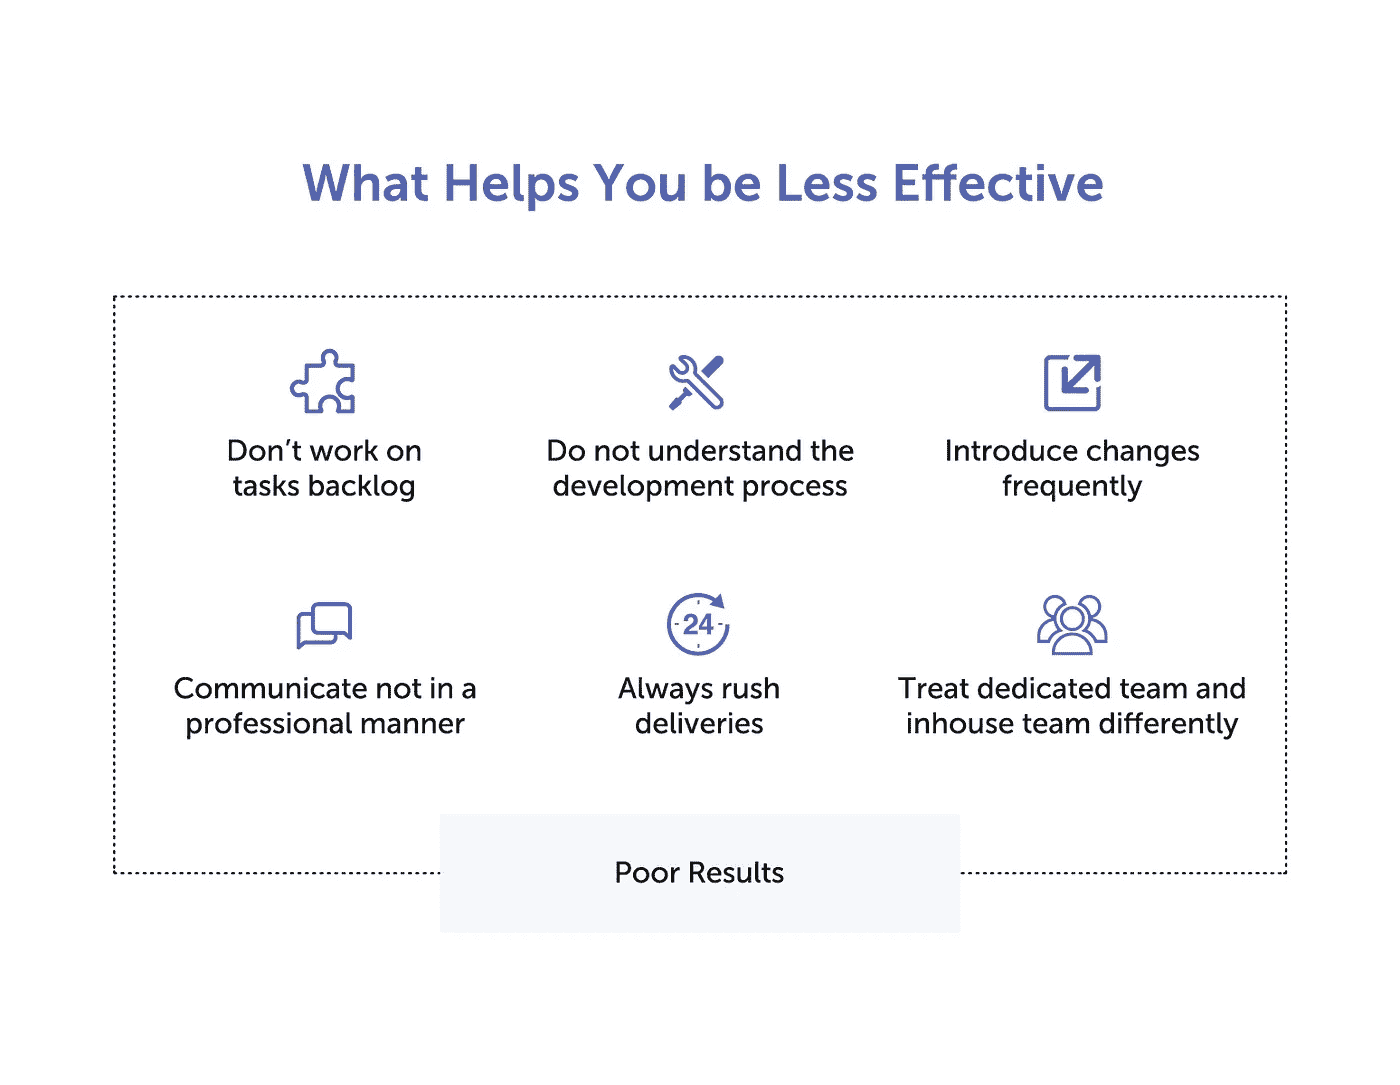 What Helps You be Less Effective
Don’t work on
tasks backlog
Do not understand the
development process
Introduce changes
frequently
Communicate not in a
professional manner
24
Always rush
deliveries
Treat dedicated team and
inhouse team differently
Poor Results